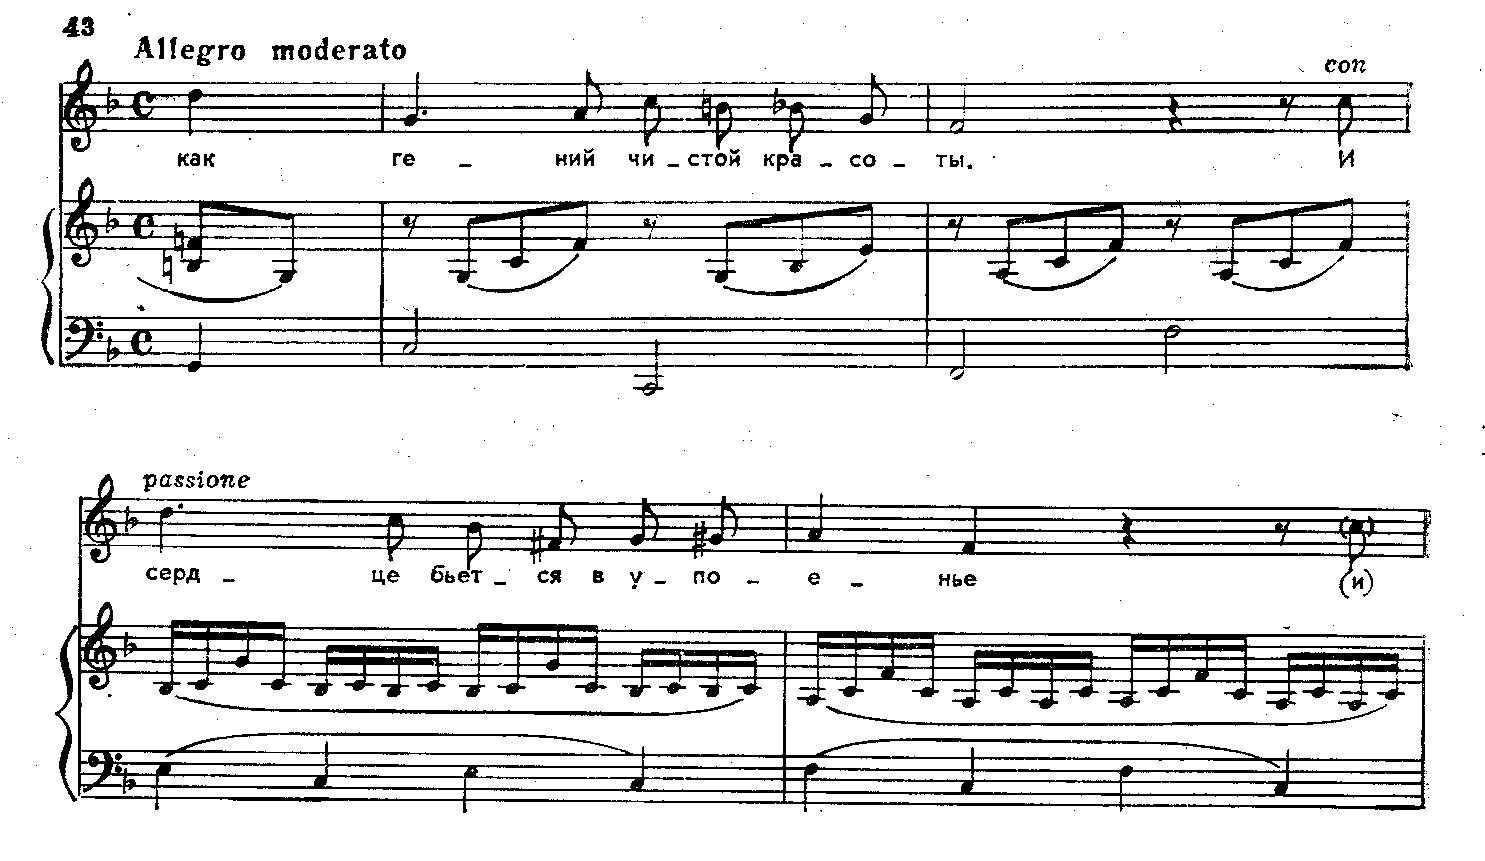 43
Allegro moderato
con
как ге - ний чи - стой кра - со - ты. И
passione
серд - це бьет - ся в у - по - е - нье (и)